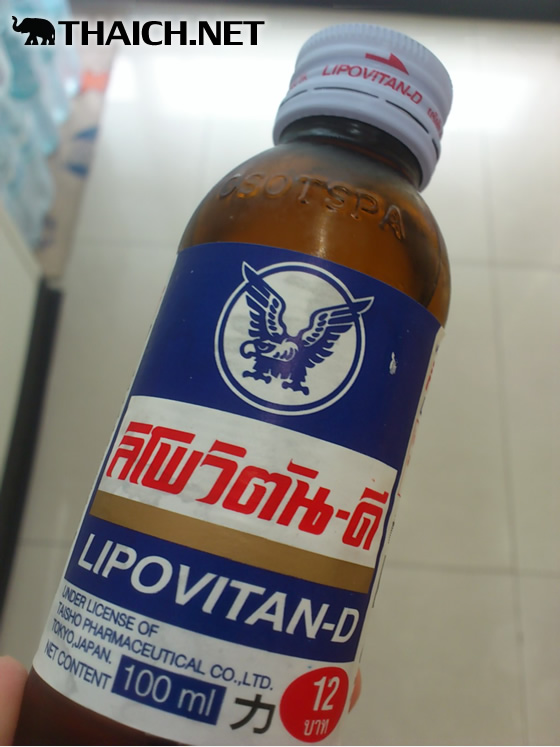 THAICH.NET
LIPOVITAN-D
OSOTSPA
ลิโพวิตัน-ดี
LIPOVITAN-D
UNDER LICENSE OF
TAISHO PHARMACEUTICAL CO.,LTD.
TOKYO,JAPAN.
NET CONTENT 100 ml
力
12
บาท